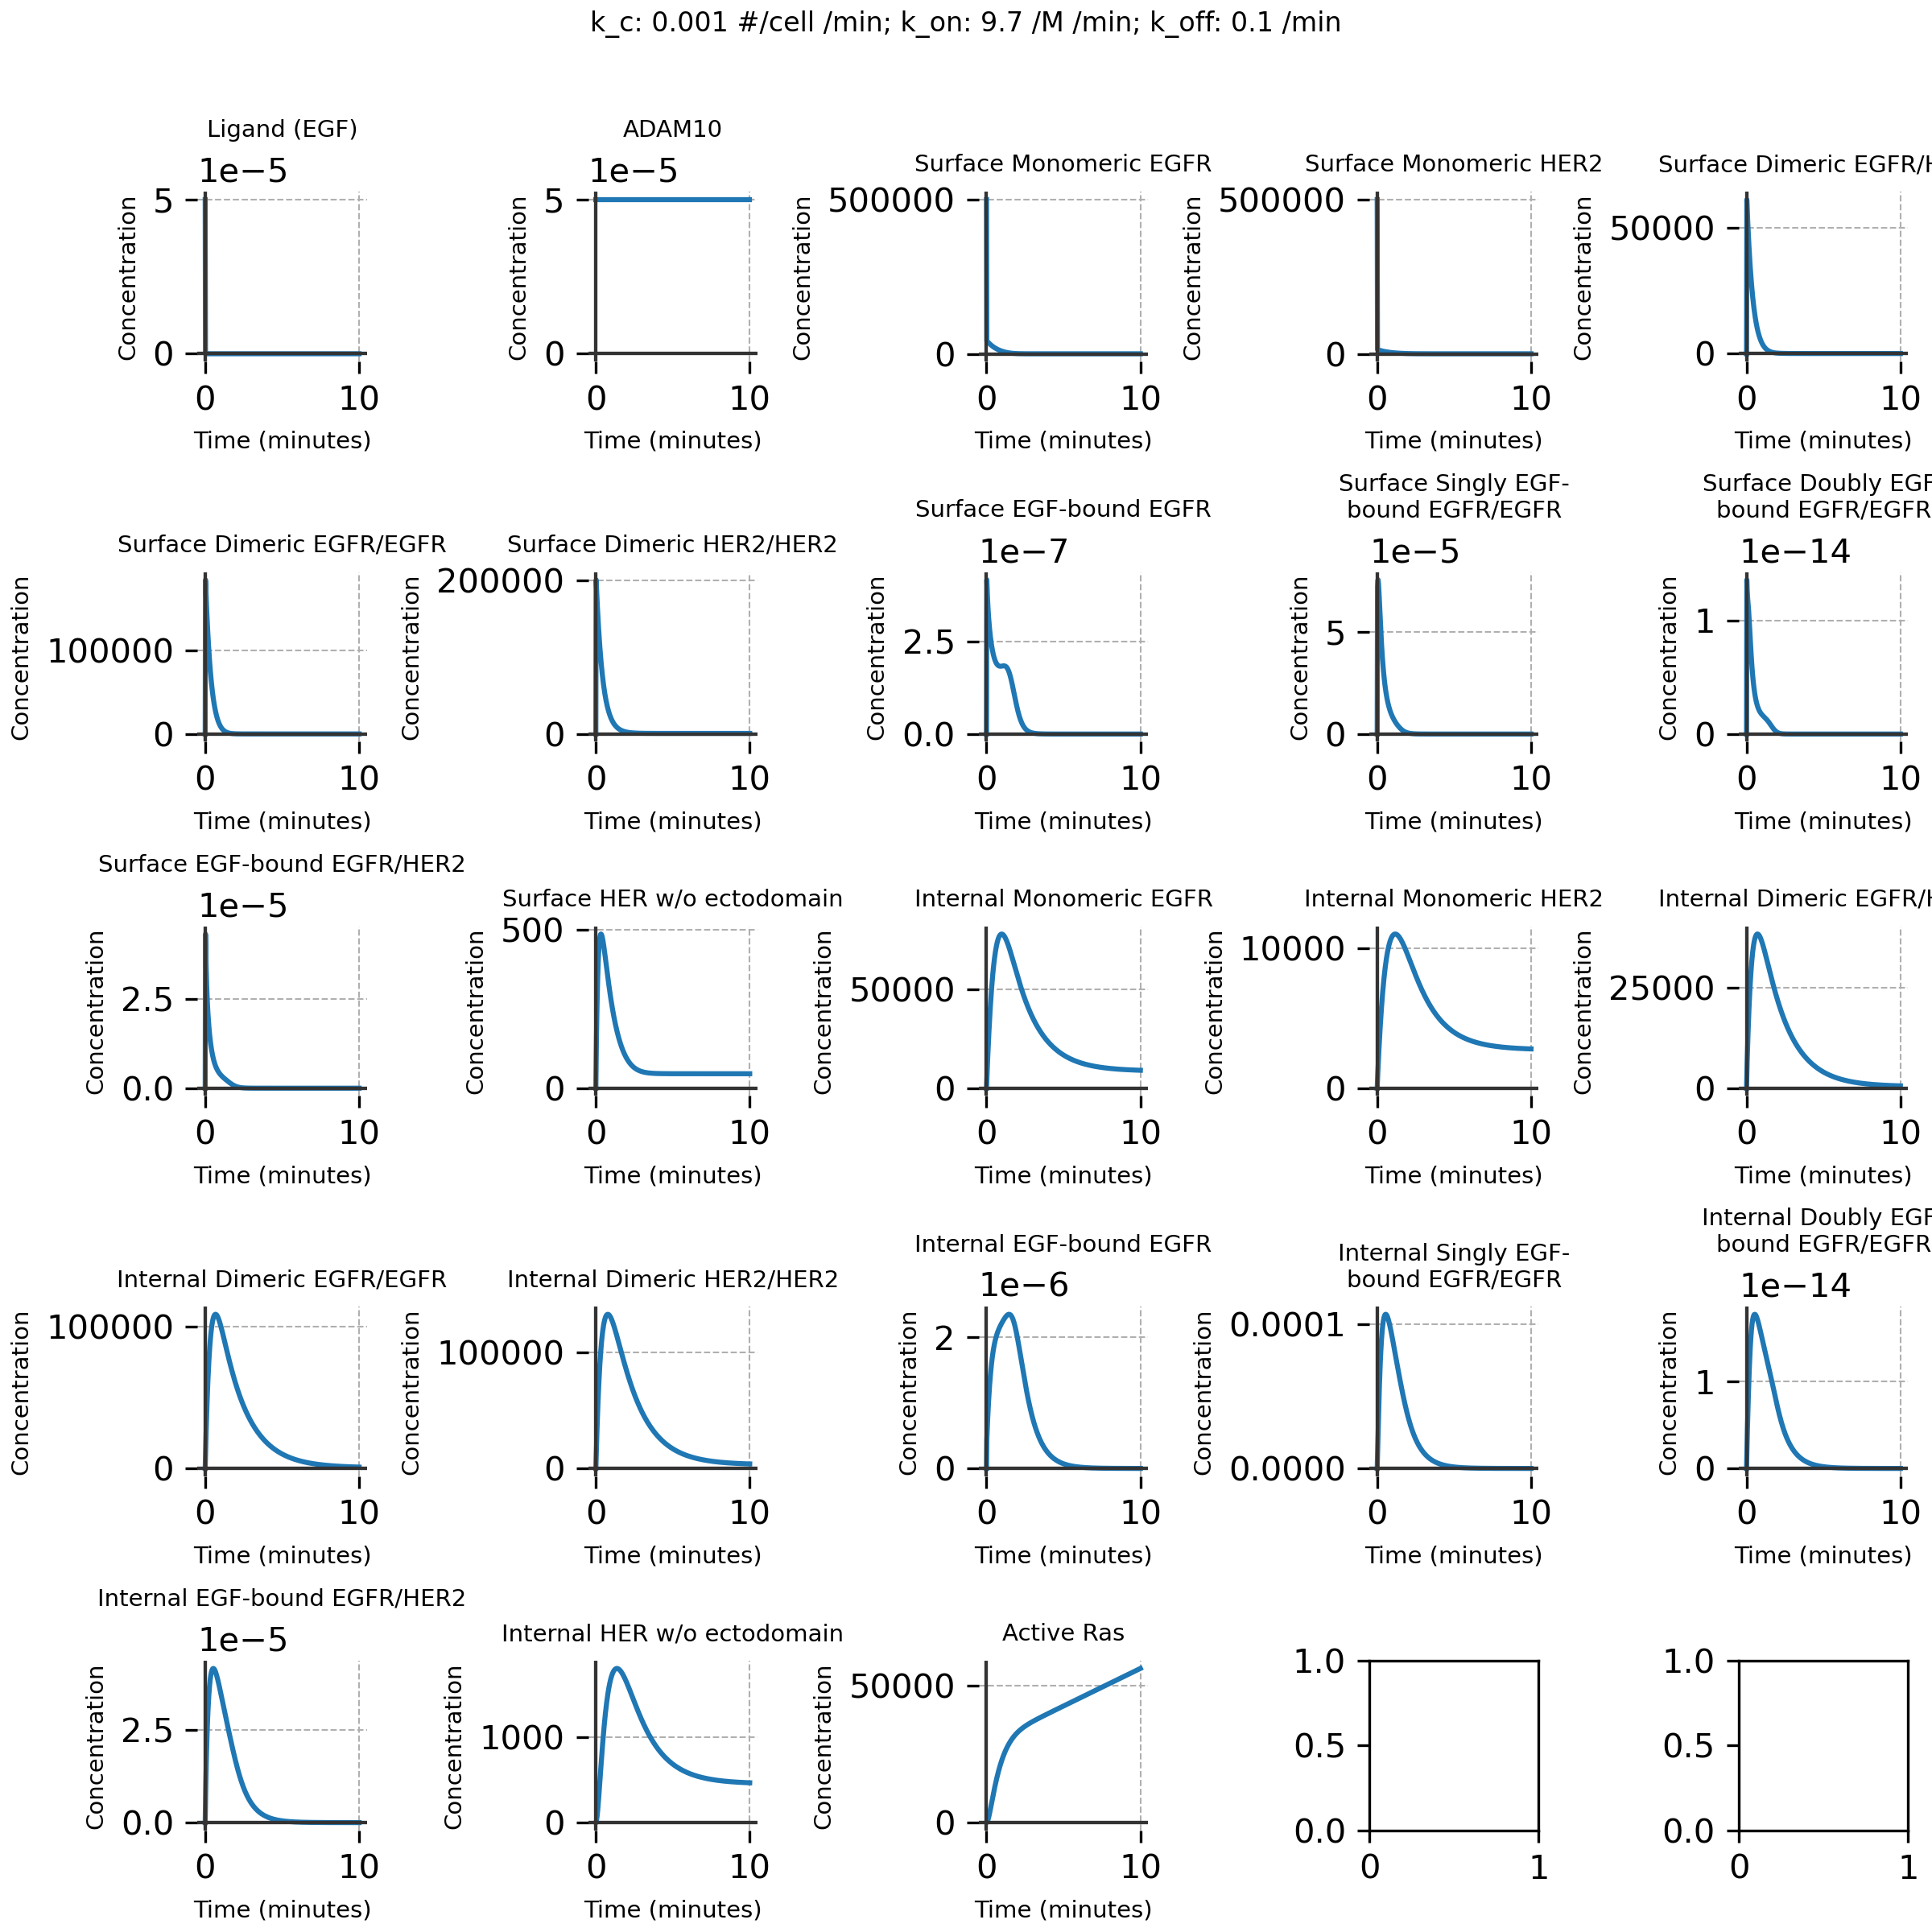 k_c: 0.001 #/cell /min; k_on: 9.7 /M /min; k_off: 0.1 /min
Ligand (EGF)
1e−5
Concentration
5
0
0
10
Time (minutes)
ADAM10
1e−5
Concentration
5
0
0
10
Time (minutes)
Surface Monomeric EGFR
Concentration
500000
0
0
10
Time (minutes)
Surface Monomeric HER2
Concentration
500000
0
0
10
Time (minutes)
Surface Dimeric EGFR/H
Concentration
50000
0
0
10
Time (minutes)
Surface Dimeric EGFR/EGFR
Concentration
100000
0
0
10
Time (minutes)
Surface Dimeric HER2/HER2
Concentration
200000
0
0
10
Time (minutes)
Surface EGF-bound EGFR
1e−7
Concentration
2.5
0.0
0
10
Time (minutes)
Surface Singly EGF-
bound EGFR/EGFR
1e−5
Concentration
5
0
0
10
Time (minutes)
Surface Doubly EGF
bound EGFR/EGFR
1e−14
Concentration
1
0
0
10
Time (minutes)
Surface EGF-bound EGFR/HER2
1e−5
Concentration
2.5
0.0
0
10
Time (minutes)
Surface HER w/o ectodomain
Concentration
500
0
0
10
Time (minutes)
Internal Monomeric EGFR
Concentration
50000
0
0
10
Time (minutes)
Internal Monomeric HER2
Concentration
10000
0
0
10
Time (minutes)
Internal Dimeric EGFR/H
Concentration
25000
0
0
10
Time (minutes)
Internal Dimeric EGFR/EGFR
Concentration
100000
0
0
10
Time (minutes)
Internal Dimeric HER2/HER2
Concentration
100000
0
0
10
Time (minutes)
Internal EGF-bound EGFR
1e−6
Concentration
2
0
0
10
Time (minutes)
Internal Singly EGF-
bound EGFR/EGFR
Concentration
0.0001
0.0000
0
10
Time (minutes)
Internal Doubly EGF
bound EGFR/EGFR
1e−14
Concentration
1
0
0
10
Time (minutes)
Internal EGF-bound EGFR/HER2
1e−5
Concentration
2.5
0.0
0
10
Time (minutes)
Internal HER w/o ectodomain
Concentration
1000
0
0
10
Time (minutes)
Active Ras
Concentration
50000
0
0
10
Time (minutes)
1.0
0.5
0.0
0
1
1.0
0.5
0.0
0
1